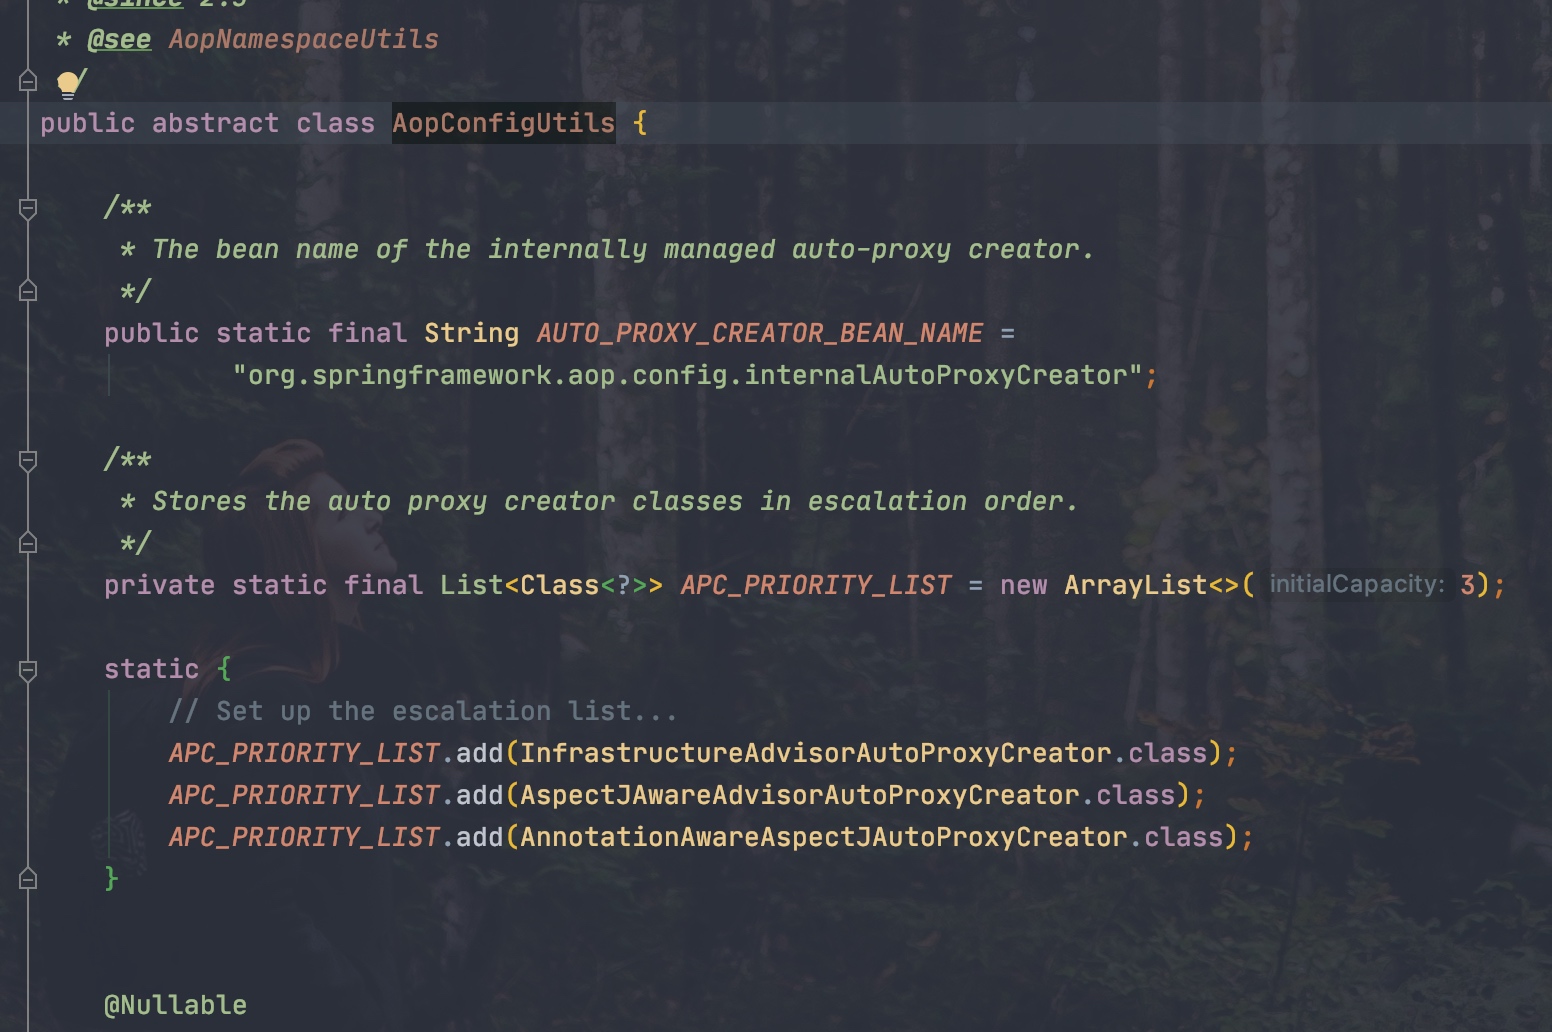 * @since 2.5
* @see AopNamespaceUtils
/
public abstract class AopConfigUtils {
/**
* The bean name of the internally managed auto-proxy creator.
*/
public static final String AUTO_PROXY_CREATOR_BEAN_NAME =
"org.springframework.aop.config.internalAutoProxyCreator";
/**
* Stores the auto proxy creator classes in escalation order.
*/
private static final List<Class<?>> APC_PRIORITY_LIST = new ArrayList<>( initialCapacity: 3);
static {
// Set up the escalation list...
APC_PRIORITY_LIST.add(InfrastructureAdvisorAutoProxyCreator.class);
APC_PRIORITY_LIST.add(AspectJAwareAdvisorAutoProxyCreator.class);
APC_PRIORITY_LIST.add(AnnotationAwareAspectJAutoProxyCreator.class);
}
@Nullable